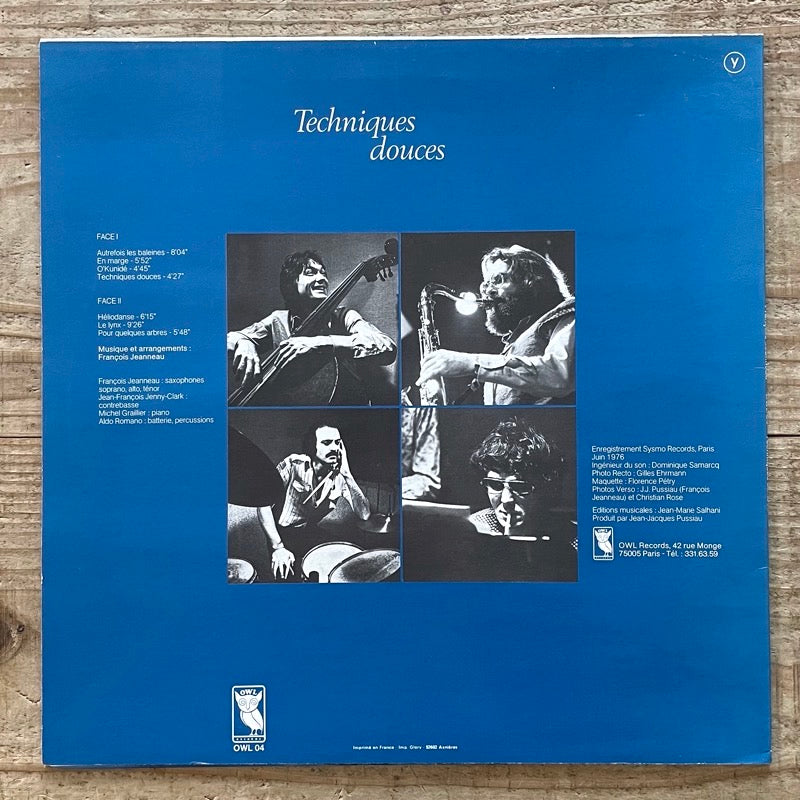 y
Techniques
douces
FACE I
Autrefois les baleines - 8'04"
En marge - 5'52"
O'Kunidé - 4'45"
Techniques douces - 4'27"
FACE II
Héliodanse - 6'15"
Le lynx - 9'26"
Pour quelques arbres - 5'48"
Musique et arrangements :
François Jeanneau
François Jeanneau : saxophones
soprano, alto, ténor
Jean-François Jenny-Clark :
contrebasse
Michel Graillier : piano
Aldo Romano : batterie, percussions
Enregistrement Sysmo Records, Paris
Juin 1976
Ingénieur du son : Dominique Samarcq
Photo Recto : Gilles Ehrmann
Maquette : Florence Pétry
Photos Verso : J.J. Pussiau (François
Jeanneau) et Christian Rose
Editions musicales : Jean-Marie Salhani
Produit par Jean-Jacques Pussiau
OWL Records, 42 rue Monge
75005 Paris - Tél. : 331.63.59
OWL
OWL 04
Imprimé en France - Imp. Glory - 92602 Asnières